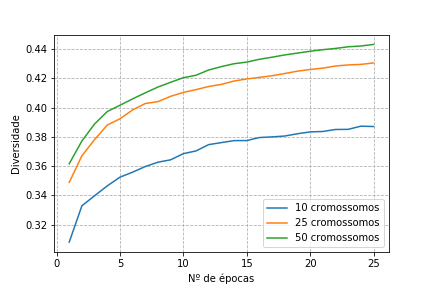 0.44
0.42
0.40
0.38
0.36
0.34
0.32
Diversidade
0 5 10 15 20 25
Nº de épocas
10 cromossomos
25 cromossomos
50 cromossomos